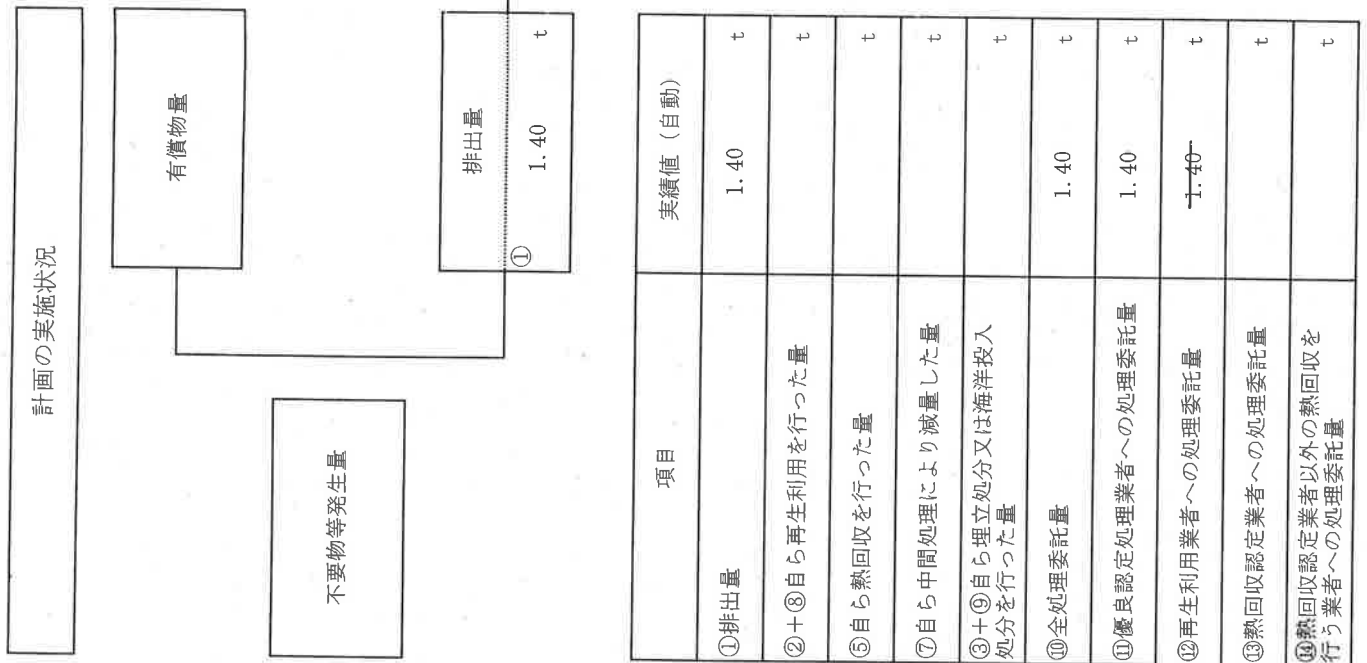 計画の実施状況
有償物量
不要物等発生量
排出量
① 1.40 t
項目 実績値（自動）
①排出量 1.40 t
②+⑧自ら再生利用を行った量 t
⑤自ら熱回収を行った量 t
⑦自ら中間処理により減量した量 t
③+⑨自ら埋立処分又は海洋投入
処分を行った量 t
⑩全処理委託量 1.40 t
⑪優良認定処理業者への処理委託量 1.40 t
⑫再生利用業者への処理委託量 1.40 t
⑬熱回収認定業者への処理委託量 t
⑭熱回収認定業者以外の熱回収を
行う業者への処理委託量 t